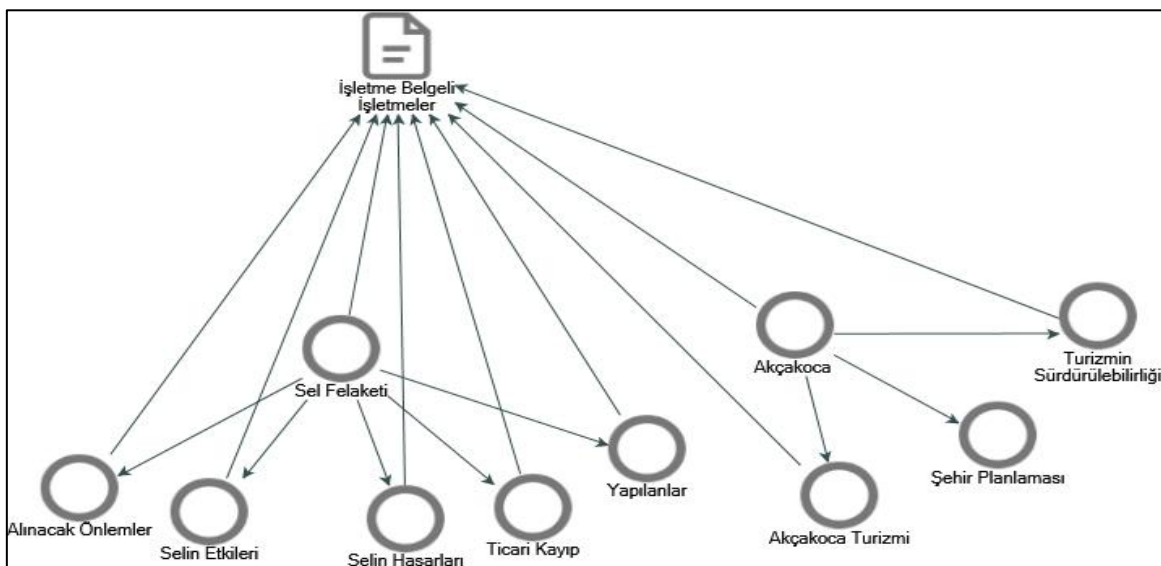 İşletme Belgeli
İşletmeler
Sel Felaketi
Akçakoca
Turizmin
Sürdürülebilirliği
Alınacak Önlemler
Selin Etkileri
Selin Hasarları
Ticari Kayıp
Yapılanlar
Akçakoca Turizmi
Şehir Planlaması